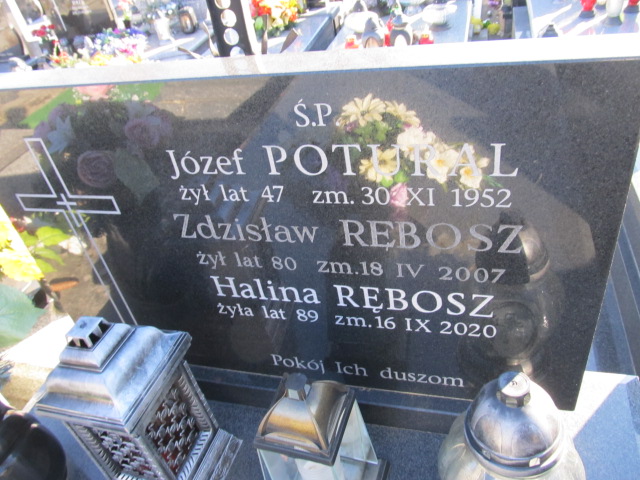 Ś.P
Józef POTURAL
żył lat 47 zm. 30 XI 1952
Zdzisław RĘBOSZ
żył lat 80 zm. 18 IV 2007
Halina RĘBOSZ
żyła lat 89 zm. 16 IX 2020
Pokój Ich duszom